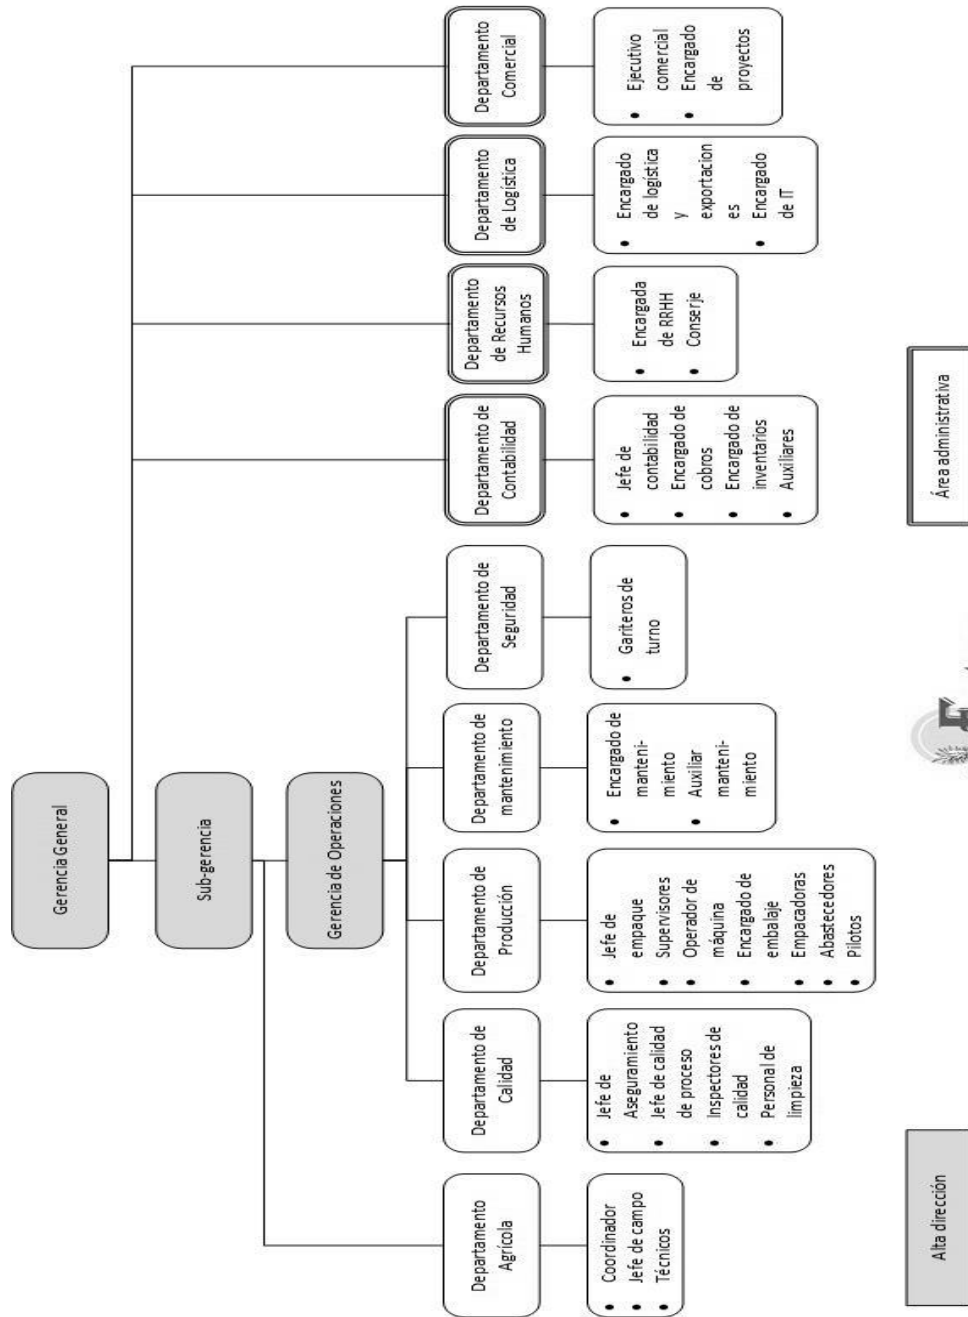 Gerencia General
Sub-gerencia
Gerencia de Operaciones
Departamento
Agrícola
Departamento de
Calidad
Departamento de
Producción
Departamento de
mantenimiento
Departamento de
Seguridad
Departamento de
Contabilidad
Departamento
de Recursos
Humanos
Departamento
de Logística
Departamento
Comercial
• Coordinador
• Jefe de campo
• Técnicos
• Jefe de
Aseguramiento
• Jefe de calidad
de proceso
• Inspectores de
calidad
• Personal de
limpieza
• Jefe de
empaque
• Supervisores
• Operador de
máquina
• Encargado de
embalaje
• Empacadoras
• Abastecedores
• Pilotos
• Encargado de
manteni-
miento
• Auxiliar
manteni-
miento
• Gariteros de
turno
• Jefe de
contabilidad
• Encargado de
cobros
• Encargado de
inventarios
• Auxiliares
• Encargada
de RRHH
• Conserje
• Encargado
de logística
y
exportacion
es
• Encargado
de IT
• Ejecutivo
comercial
• Encargado
de
proyectos
Alta dirección
Área administrativa